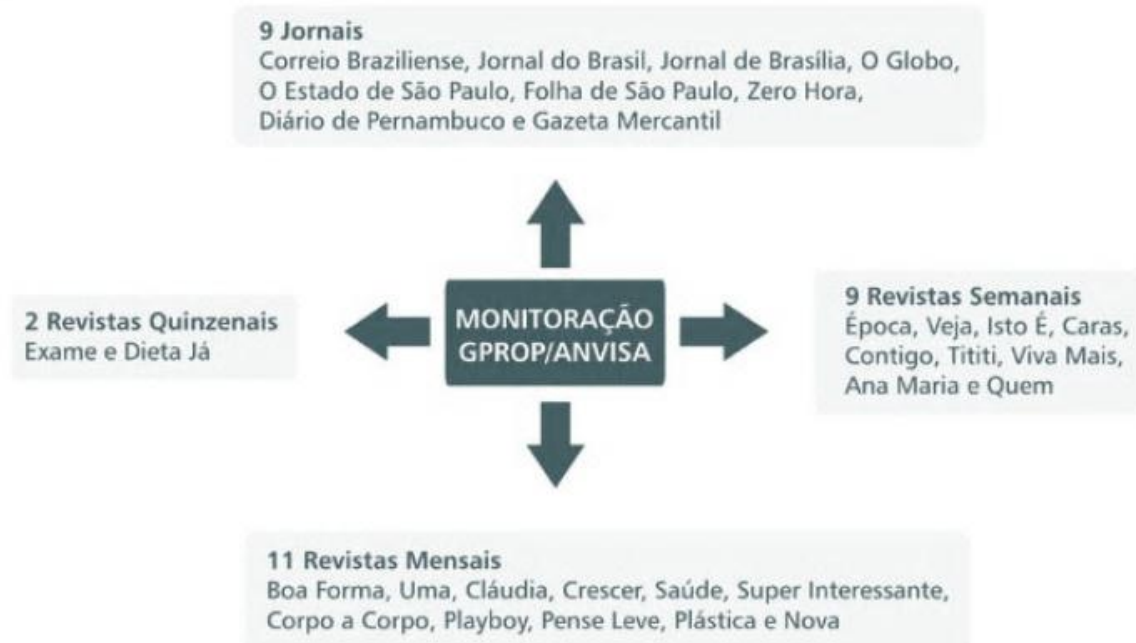 9 Jornais
Correio Braziliense, Jornal do Brasil, Jornal de Brasília, O Globo,
O Estado de São Paulo, Folha de São Paulo, Zero Hora,
Diário de Pernambuco e Gazeta Mercantil
2 Revistas Quinzenais
Exame e Dieta Já
MONITORAÇÃO
GPROP/ANVISA
9 Revistas Semanais
Época, Veja, Isto É, Caras,
Contigo, Tititi, Viva Mais,
Ana Maria e Quem
11 Revistas Mensais
Boa Forma, Uma, Cláudia, Crescer, Saúde, Super Interessante,
Corpo a Corpo, Playboy, Pense Leve, Plástica e Nova